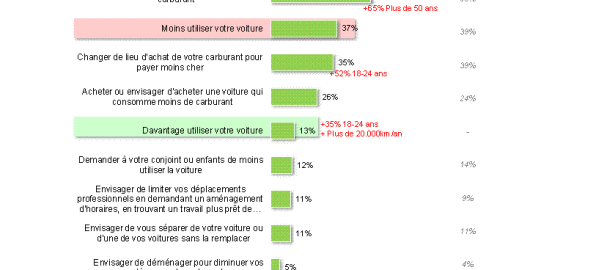 carburant
+65% Plus de 50 ans
Moins utiliser votre voiture 37% 39%
Changer de lieu d'achat de votre carburant pour
payer moins cher
35% 39%
+52% 18-24 ans
Acheter ou envisager d'acheter une voiture qui
consomme moins de carburant
26% 24%
+35% 18-24 ans
Davantage utiliser votre voiture 13% -
+ Plus de 20.000km/an
Demander à votre conjoint ou enfants de moins
utiliser la voiture
12% 14%
Envisager de limiter vos déplacements
professionnels en demandant un aménagement
d'horaires, en trouvant un travail plus prêt de…
11% 9%
Envisager de vous séparer de votre voiture ou
d'une de vos voitures sans la remplacer
11% 11%
Envisager de déménager pour diminuer vos
5% 4%